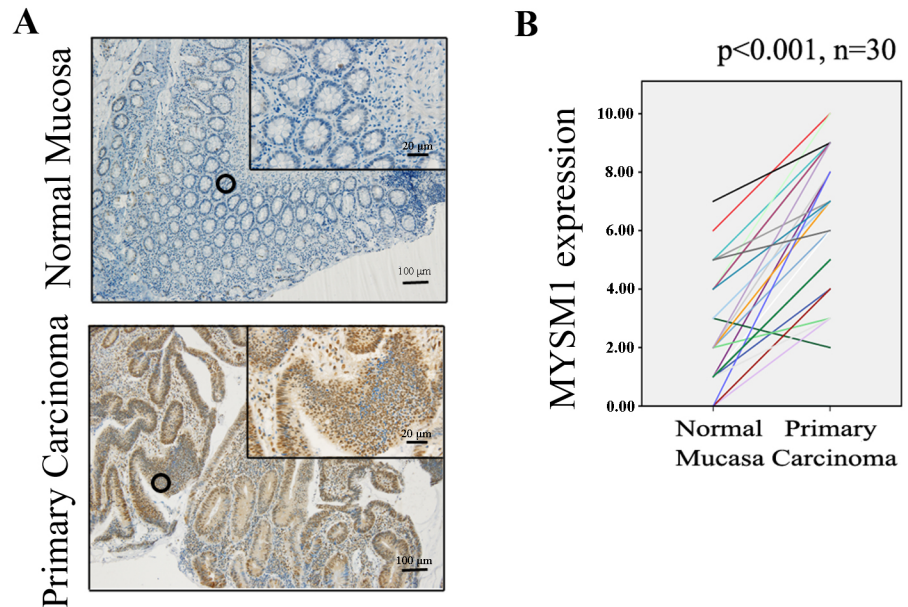 A
Normal Mucosa
20 μm
100 μm
Primary Carcinoma
20 μm
100 μm
B
p<0.001, n=30
MYSM1 expression
10.00
8.00
6.00
4.00
2.00
0.00
Normal Primary
Mucasa Carcinoma